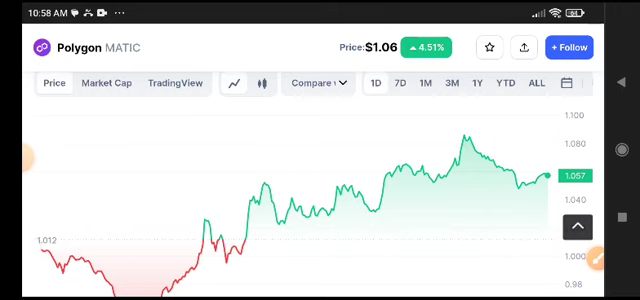 10:58 AM
64
Polygon MATIC
Price: $1.06 4.51%
+ Follow
Price Market Cap TradingView
Compare
1D 7D 1M 3M 1Y YTD ALL
1.100
1.080
1.057
1.040
1.012
1.000
0.98